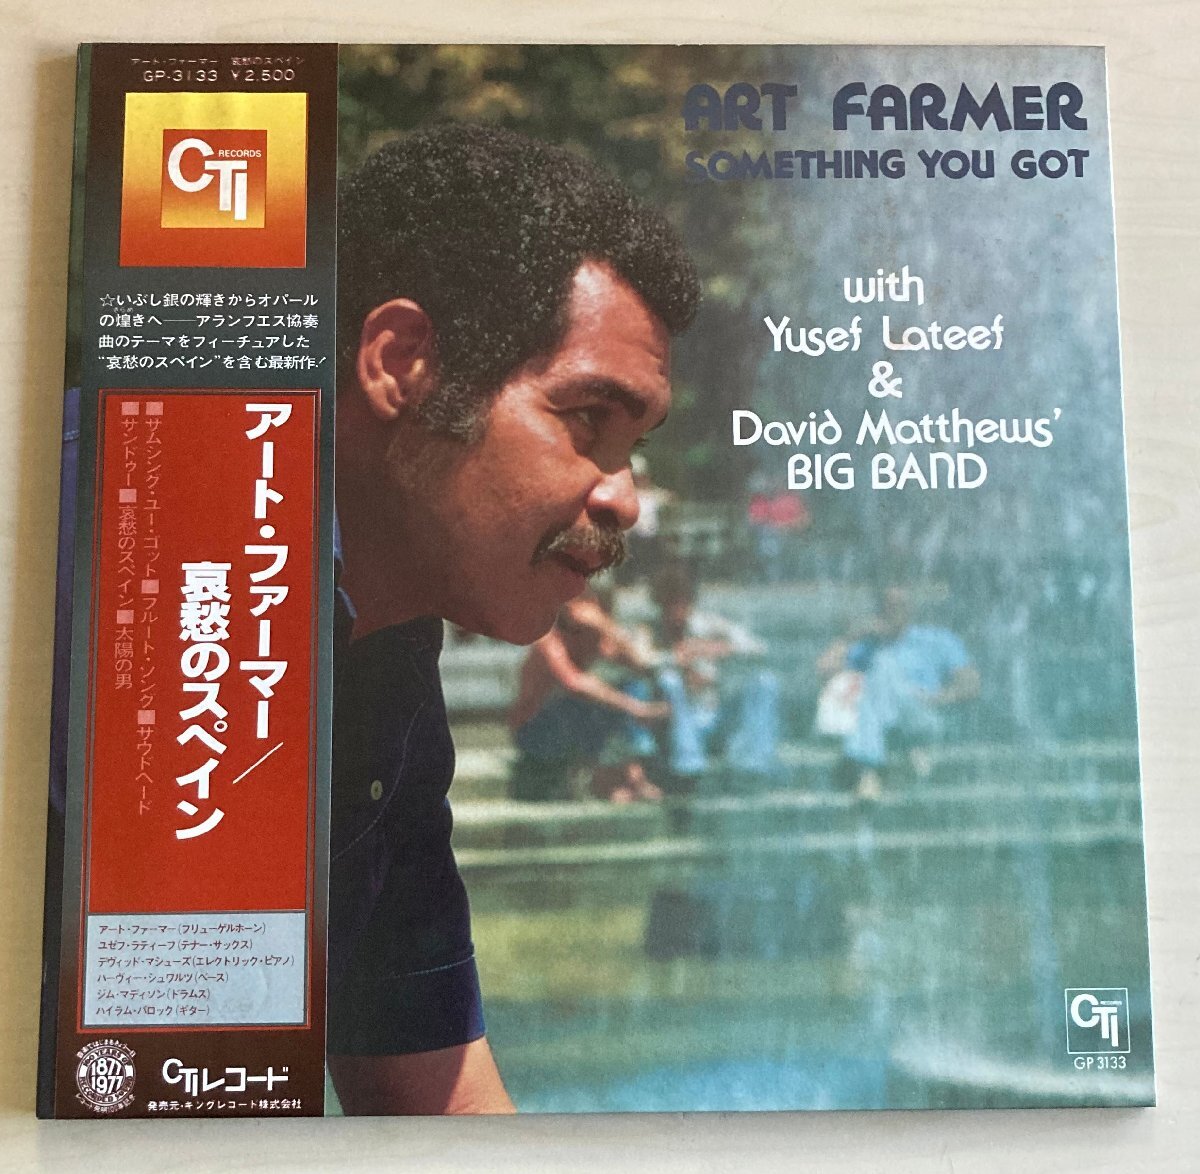 アート・ファーマー 哀愁のスペイン
GP-3133 ¥2,500
CTI RECORDS
☆いぶし銀の輝きからオパール
の煌きへ——アランフエス協奏
きらめ
曲のテーマをフィーチュアした
“哀愁のスペイン”を含む最新作!
アート・ファーマー/
哀愁のスペイン
■サムシング・ユー・ゴット■フルート・ソング■サウドヘード
■サンドゥー■哀愁のスペイン■太陽の男
アート・ファーマー(フリューゲルホーン)
ユゼフ・ラティーフ(テナー・サックス)
デヴィッド・マシューズ(エレクトリック・ピアノ)
ハーヴィー・シュワルツ(ベース)
ジム・マディソン(ドラムス)
ハイラム・バロック(ギター)
100 YEARS OF
1877
1977
CTIレコード
発売元・キングレコード株式会社
ART FARMER
SOMETHING YOU GOT
with
Yusef Lateef
&
David Matthews'
BIG BAND
CTI RECORDS
GP 3133